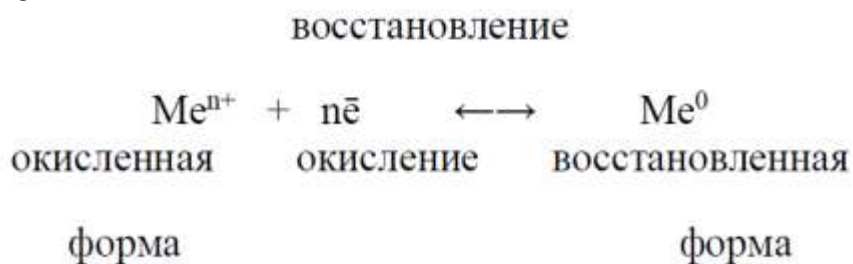 восстановление
Meⁿ⁺ + nē ←→ Me⁰
окисленная окисление восстановленная
форма форма